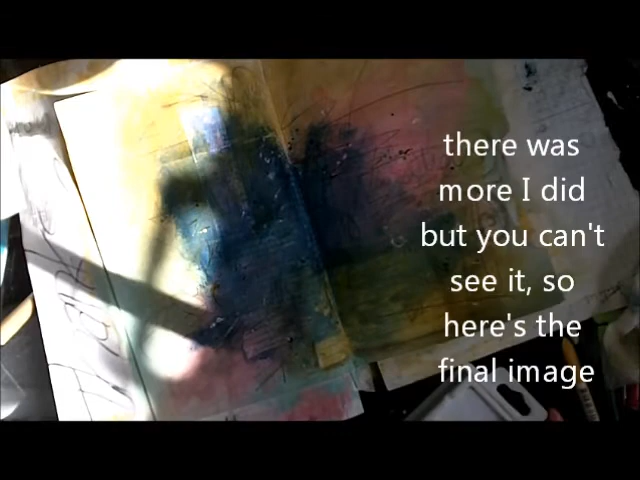 there was
more I did
but you can't
see it, so
here's the
final image